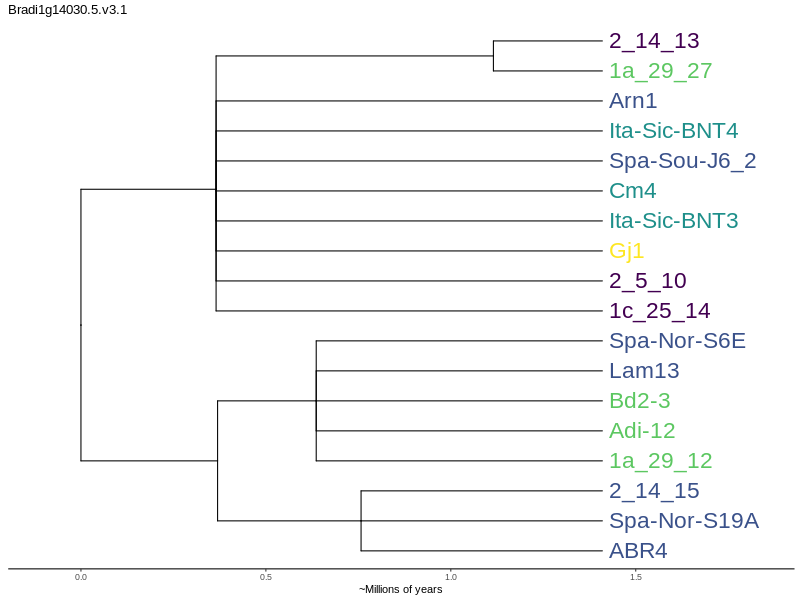 Bradi1g14030.5.v3.1
2_14_13
1a_29_27
Arn1
Ita-Sic-BNT4
Spa-Sou-J6_2
Cm4
Ita-Sic-BNT3
Gj1
2_5_10
1c_25_14
Spa-Nor-S6E
Lam13
Bd2-3
Adi-12
1a_29_12
2_14_15
Spa-Nor-S19A
ABR4
0.0 0.5 1.0 1.5
~Millions of years